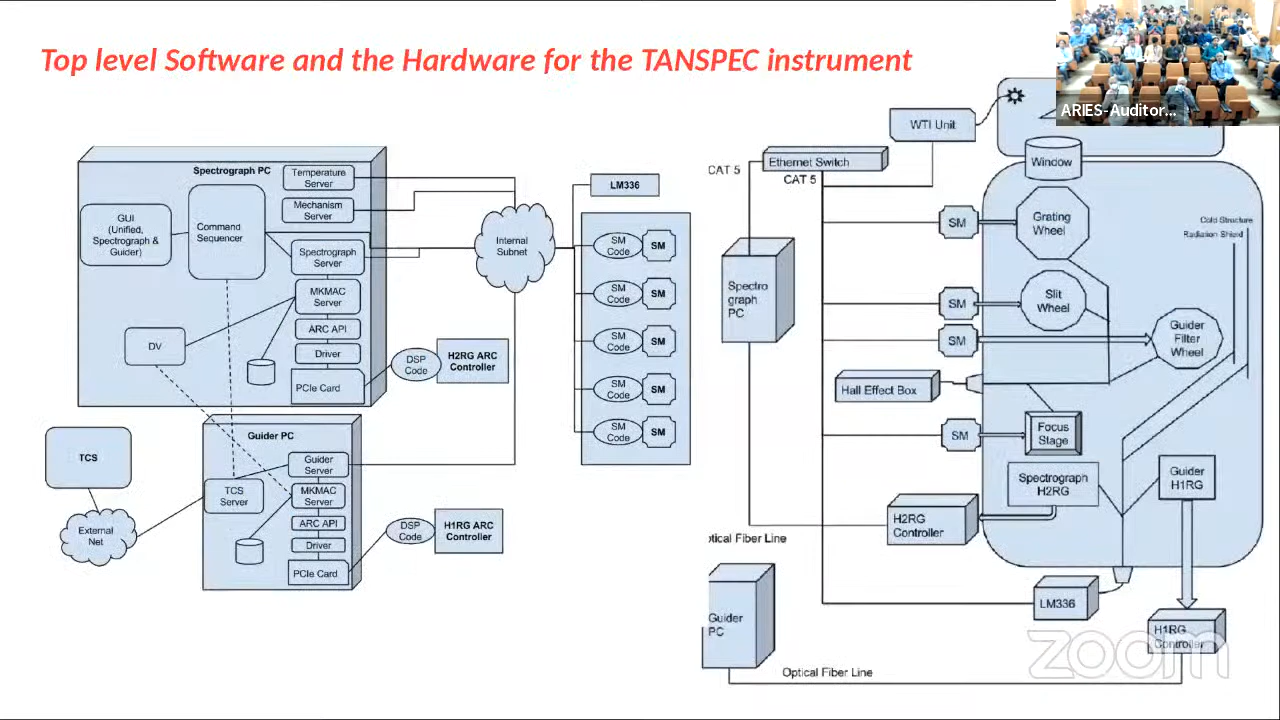 Top level Software and the Hardware for the TANSPEC instrument
ARIES-Auditor...
Spectrograph PC
Temperature
Server
Mechanism
Server
GUI
(Unified,
Spectrograph &
Guider)
Command
Sequencer
Spectrograph
Server
MKMAC
Server
ARC API
Driver
PCIe Card
DV
DSP
Code
H2RG ARC
Controller
Internal
Subnet
LM336
SM
Code
SM
SM
Code
SM
SM
Code
SM
SM
Code
SM
SM
Code
SM
Guider PC
Guider
Server
TCS
Server
MKMAC
Server
ARC API
Driver
PCIe Card
TCS
External
Net
DSP
Code
H1RG ARC
Controller
WTI Unit
Ethernet Switch
CAT 5
CAT 5
Window
SM
Grating
Wheel
Cold Structure
Radiation Shield
Spectro
graph
PC
SM
Slit
Wheel
SM
Guider
Filter
Wheel
Hall Effect Box
SM
Focus
Stage
Spectrograph
H2RG
Guider
H1RG
H2RG
Controller
tical Fiber Line
LM336
Guider
PC
H1RG
Controller
Optical Fiber Line
zoom